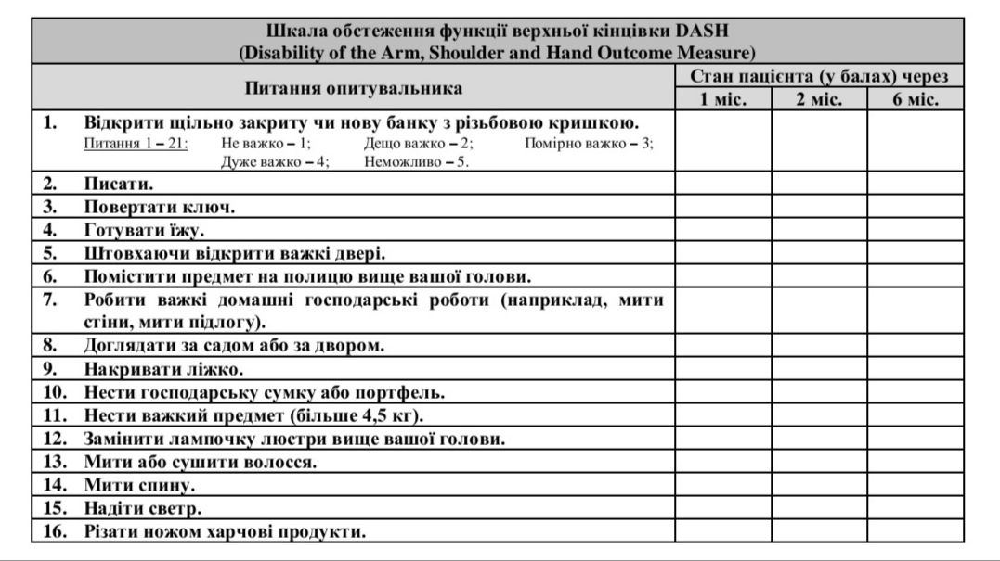 Шкала обстеження функції верхньої кінцівки DASH
(Disability of the Arm, Shoulder and Hand Outcome Measure)
Питання опитувальника
Стан пацієнта (у балах) через
1 міс. 2 міс. 6 міс.
1. Відкрити щільно закриту чи нову банку з різьбовою кришкою.
Питання 1 – 21: Не важко – 1; Дещо важко – 2; Помірно важко – 3;
Дуже важко – 4; Неможливо – 5.
2. Писати.
3. Повертати ключ.
4. Готувати їжу.
5. Штовхаючи відкрити важкі двері.
6. Помістити предмет на полицю вище вашої голови.
7. Робити важкі домашні господарські роботи (наприклад, мити
стіни, мити підлогу).
8. Доглядати за садом або за двором.
9. Накривати ліжко.
10. Нести господарську сумку або портфель.
11. Нести важкий предмет (більше 4,5 кг).
12. Замінити лампочку люстри вище вашої голови.
13. Мити або сушити волосся.
14. Мити спину.
15. Надіти светр.
16. Різати ножом харчові продукти.